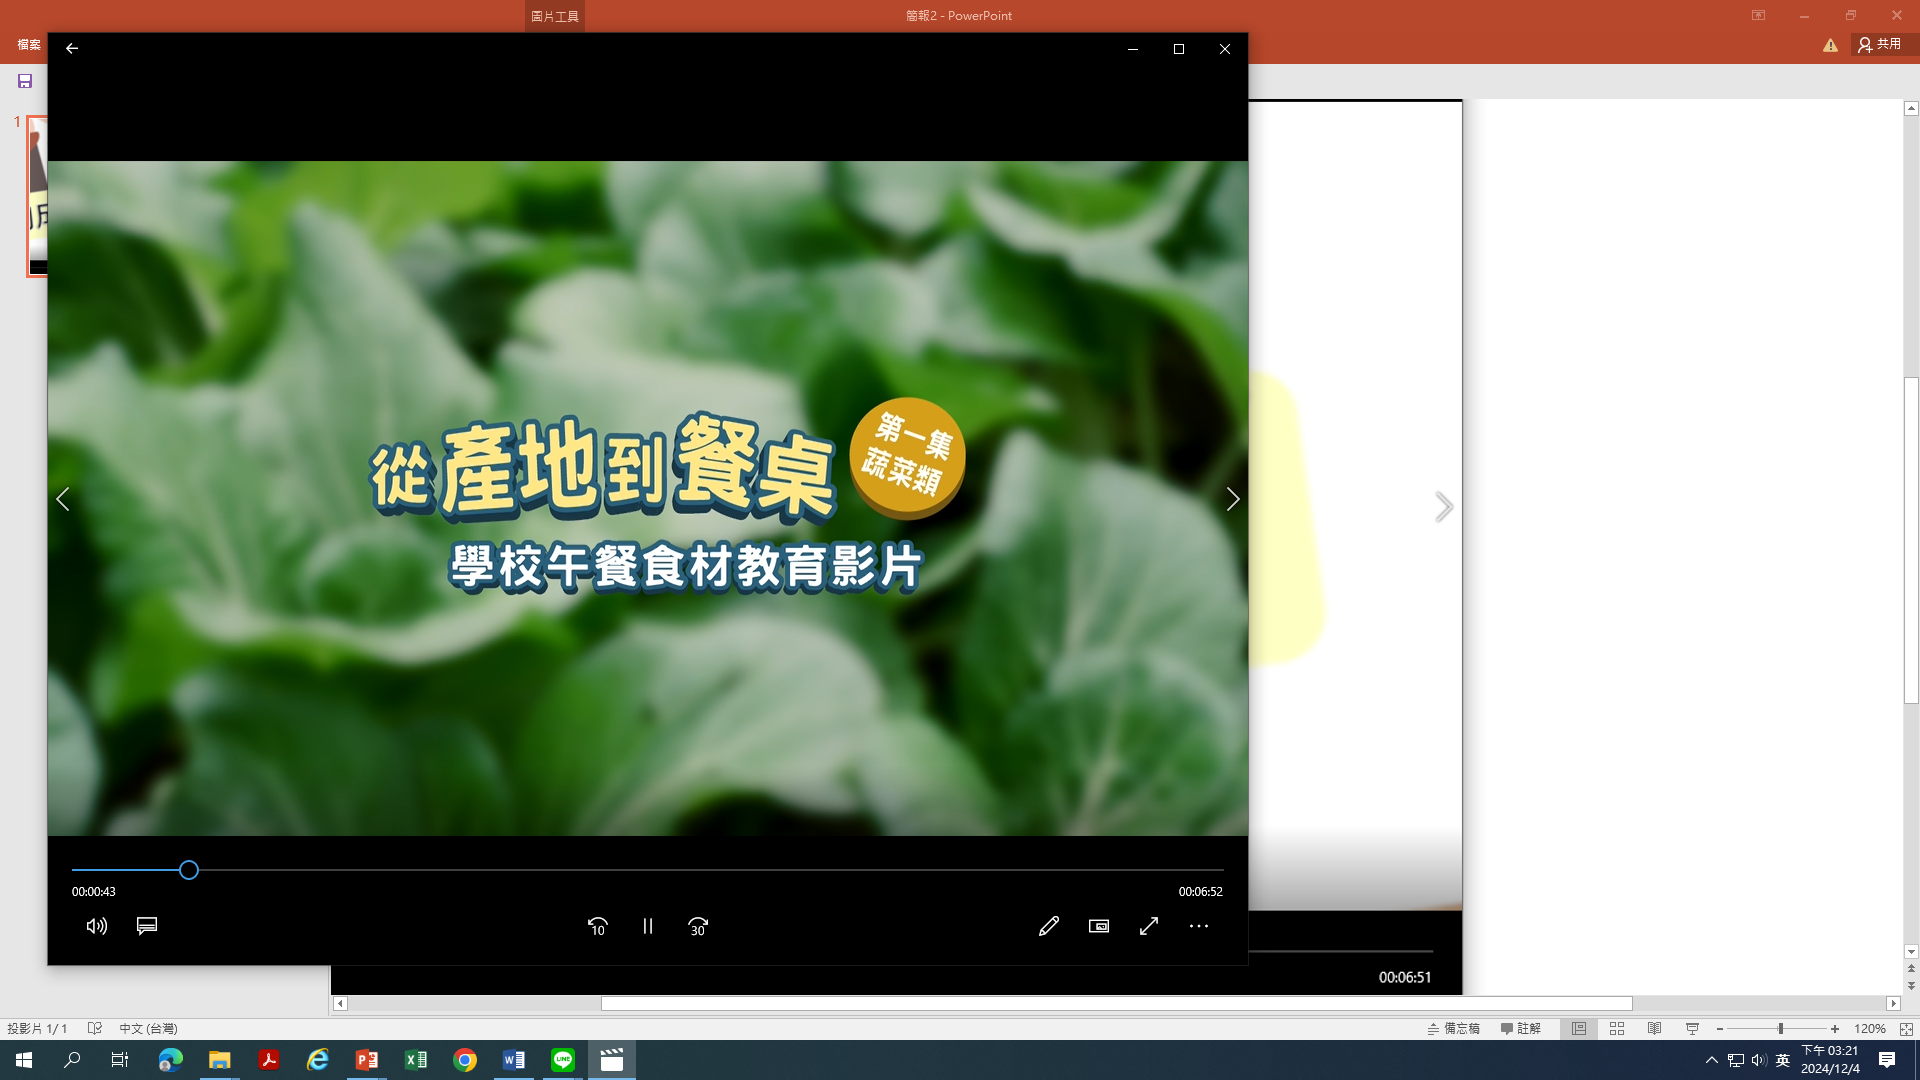 圖片工具
簡報2 - PowerPoint
檔案
共用
1
從產地到餐桌
第一集
蔬菜類
學校午餐食材教育影片
00:00:43
00:06:52
10
30
00:06:51
投影片 1/1
中文 (台灣)
備忘稿
註解
120%
英
下午 03:21
2024/12/4